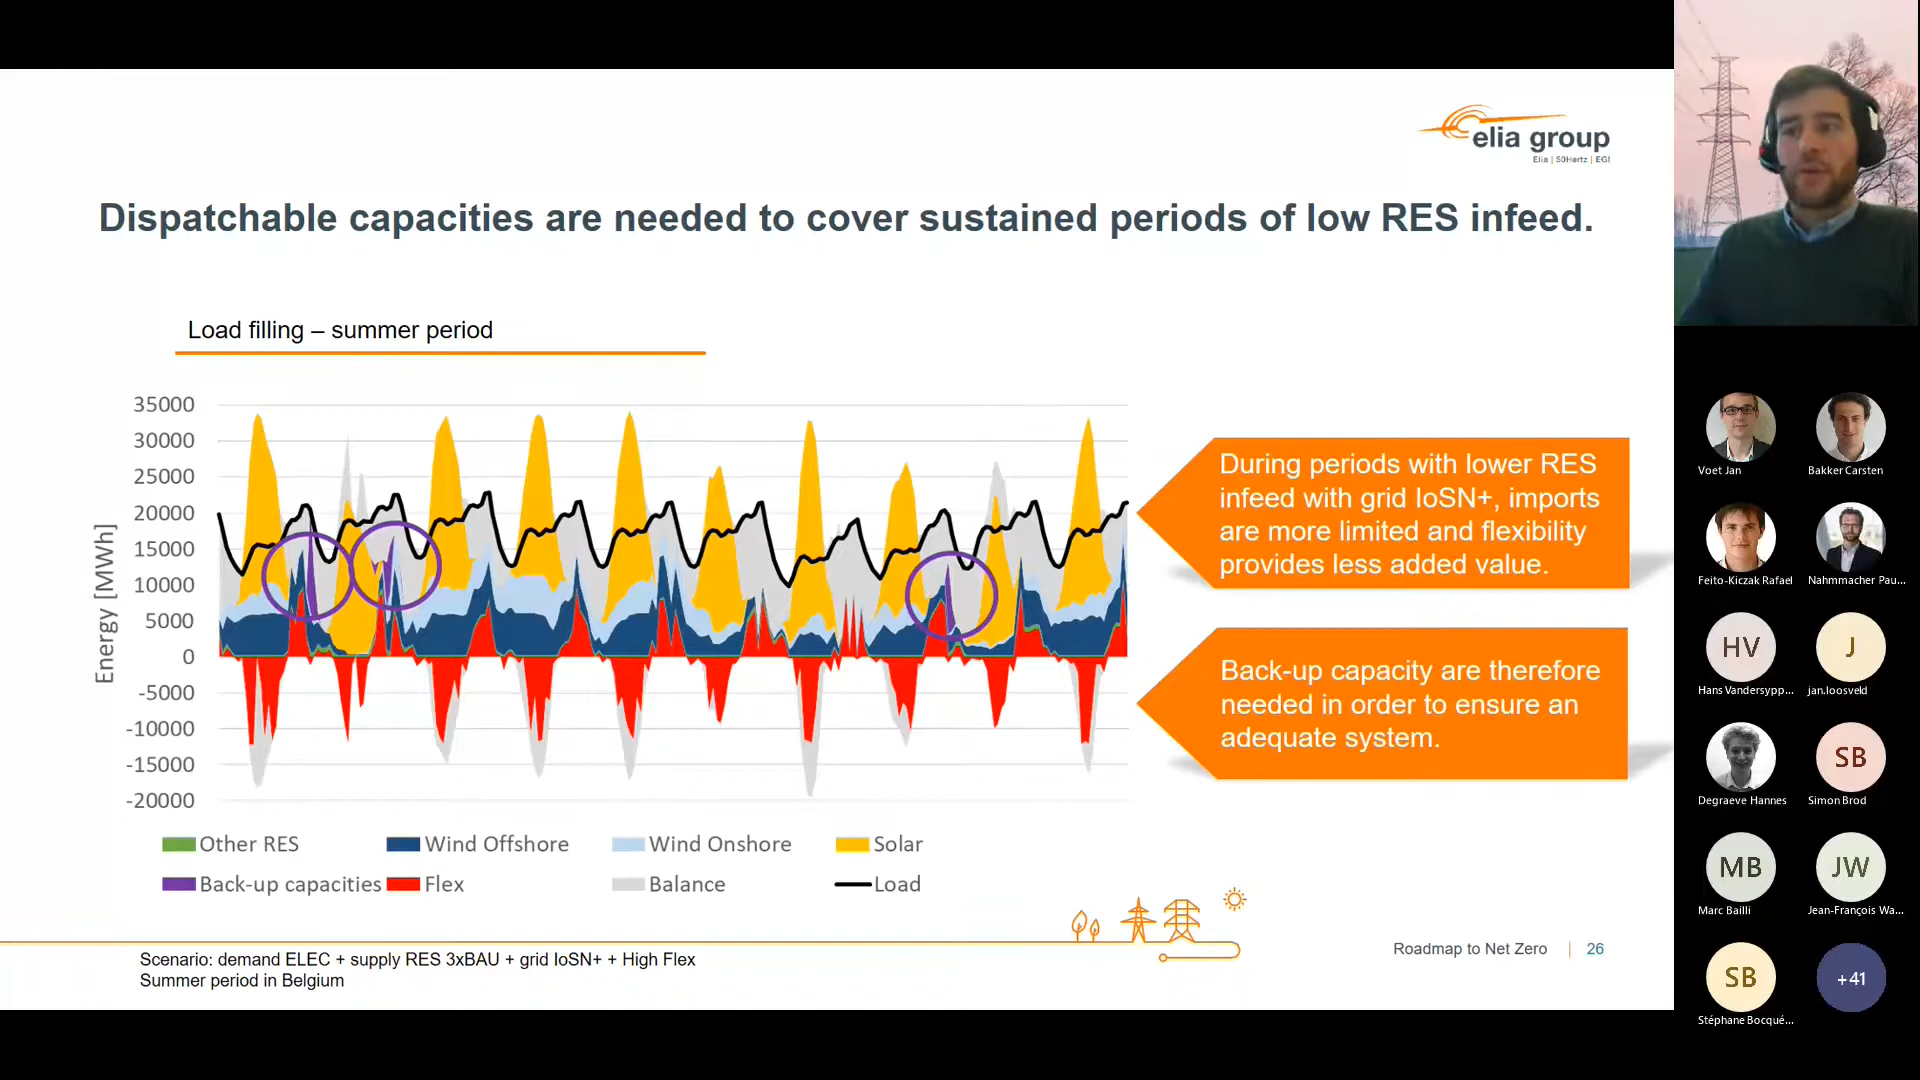 elia group
Elia | 50Hertz | EGI
Dispatchable capacities are needed to cover sustained periods of low RES infeed.
Load filling – summer period
Energy [MWh]
35000
30000
25000
20000
15000
10000
5000
0
-5000
-10000
-15000
-20000
Other RES
Wind Offshore
Wind Onshore
Solar
Back-up capacities
Flex
Balance
Load
During periods with lower RES
infeed with grid IoSN+, imports
are more limited and flexibility
provides less added value.
Back-up capacity are therefore
needed in order to ensure an
adequate system.
Scenario: demand ELEC + supply RES 3xBAU + grid IoSN+ + High Flex
Summer period in Belgium
Roadmap to Net Zero | 26
Voet Jan
Bakker Carsten
Feito-Kiczak Rafael
Nahmmacher Pau...
HV
Hans Vandersypp...
J
jan.loosveld
Degraeve Hannes
SB
Simon Brod
MB
Marc Bailli
JW
Jean-François Wa...
SB
Stéphane Bocqué...
+41